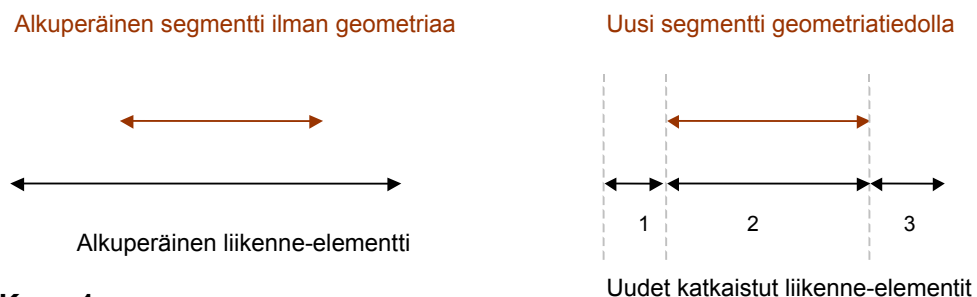 Alkuperäinen segmentti ilman geometriaa
Uusi segmentti geometriatiedolla
1 2 3
Alkuperäinen liikenne-elementti
Uudet katkaistut liikenne-elementit